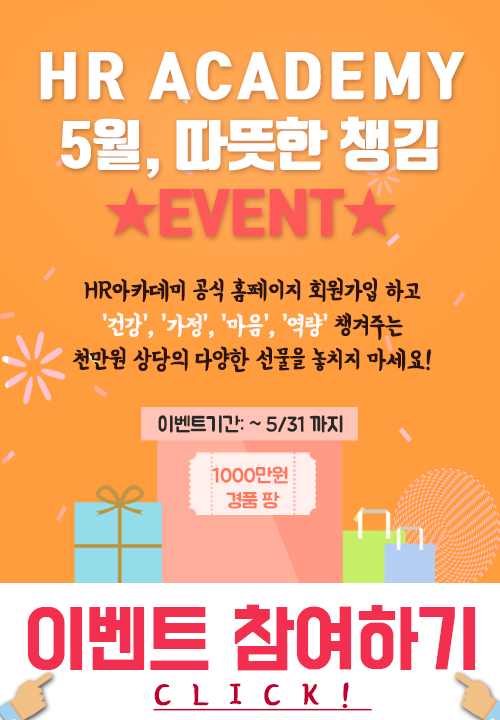 HR ACADEMY
5월, 따뜻한 챙김
★EVENT★
HR아카데미 공식 홈페이지 회원가입 하고
'건강', '가정', '마음', '역량' 챙겨주는
천만원 상당의 다양한 선물을 놓치지 마세요!
이벤트기간: ~ 5/31 까지
1000만원
경품 팡
이벤트 참여하기
CLICK!